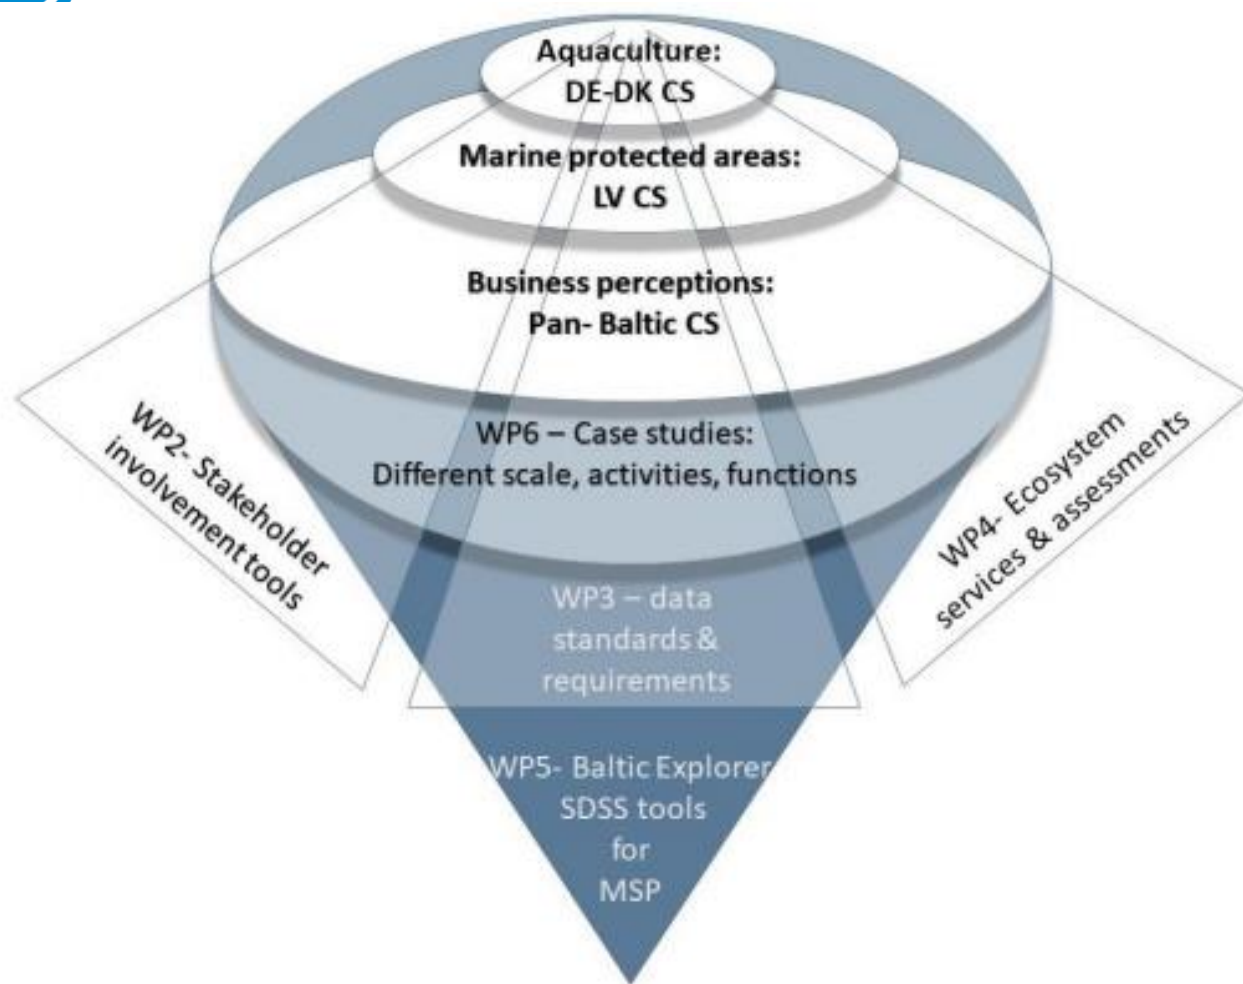 Aquaculture:
DE-DK CS
Marine protected areas:
LV CS
Business perceptions:
Pan- Baltic CS
WP6 – Case studies:
Different scale, activities, functions
WP2- Stakeholder
involvement tools
WP4- Ecosystem
services & assessments
WP3 – data
standards &
requirements
WP5- Baltic Explorer
SDSS tools
for
MSP